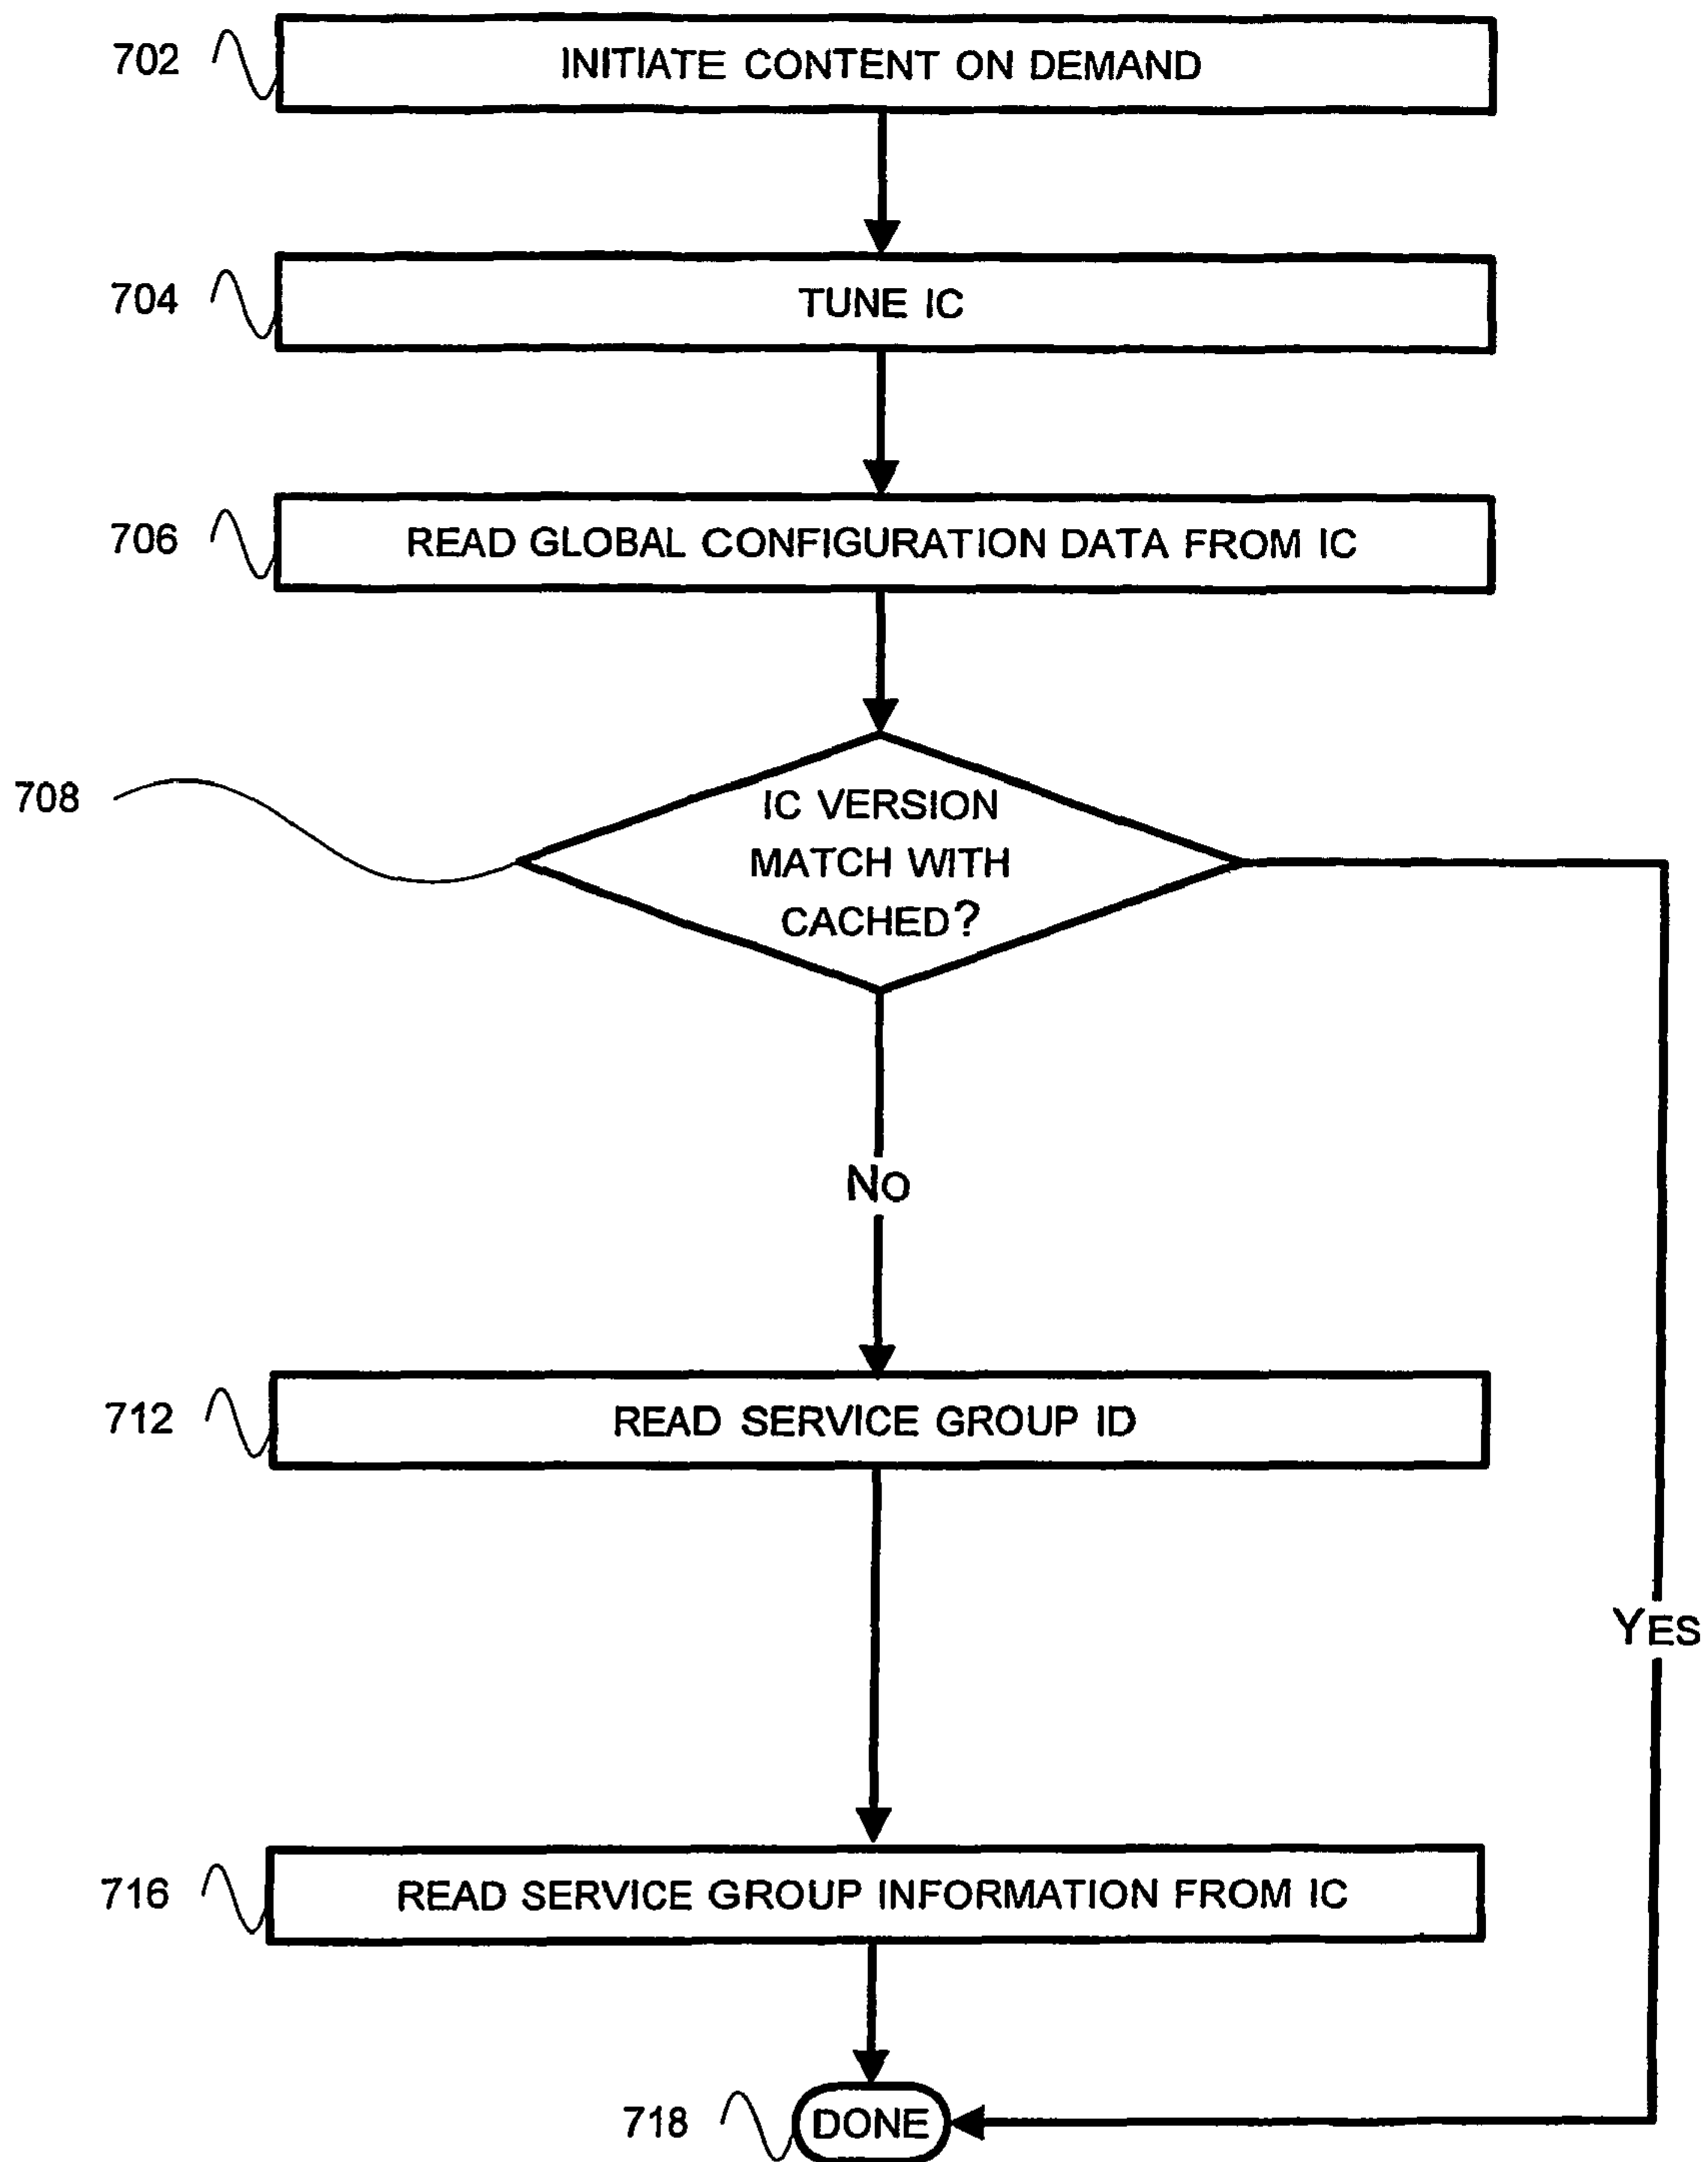 702
INITIATE CONTENT ON DEMAND
704
TUNE IC
706
READ GLOBAL CONFIGURATION DATA FROM IC
708
IC VERSION
MATCH WITH
CACHED?
NO
712
READ SERVICE GROUP ID
YES
716
READ SERVICE GROUP INFORMATION FROM IC
718
DONE